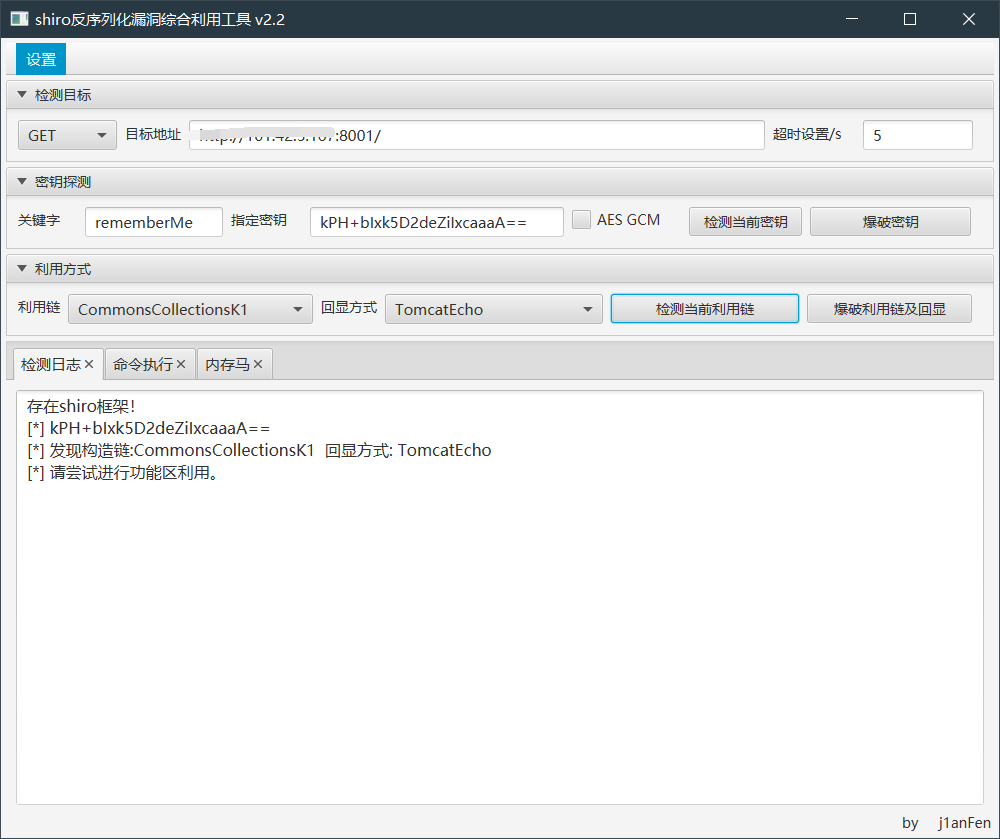 shiro反序列化漏洞综合利用工具 v2.2
设置
检测目标
GET 目标地址 :8001/ 超时设置/s 5
密钥探测
关键字 rememberMe 指定密钥 kPH+bIxk5D2deZiIxcaaaA== AES GCM 检测当前密钥 爆破密钥
利用方式
利用链 CommonsCollectionsK1 回显方式 TomcatEcho 检测当前利用链 爆破利用链及回显
检测日志 命令执行 内存马
存在shiro框架！
[*] kPH+bIxk5D2deZiIxcaaaA==
[*] 发现构造链:CommonsCollectionsK1 回显方式: TomcatEcho
[*] 请尝试进行功能区利用。
by j1anFen